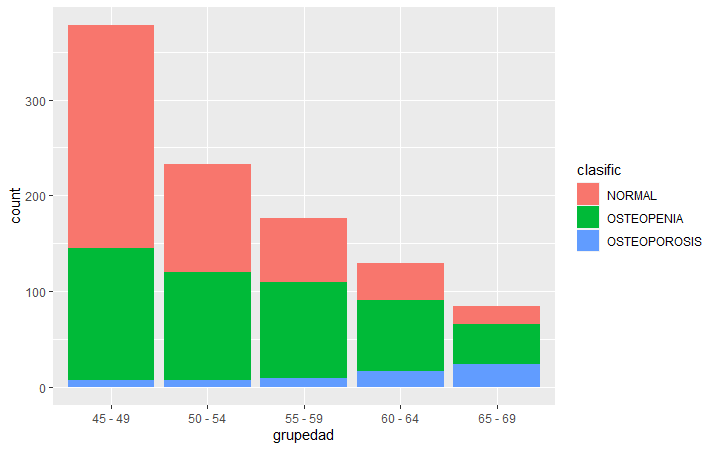 count
300
200
100
0
45 - 49
50 - 54
55 - 59
60 - 64
65 - 69
grupedad
clasific
NORMAL
OSTEOPENIA
OSTEOPOROSIS